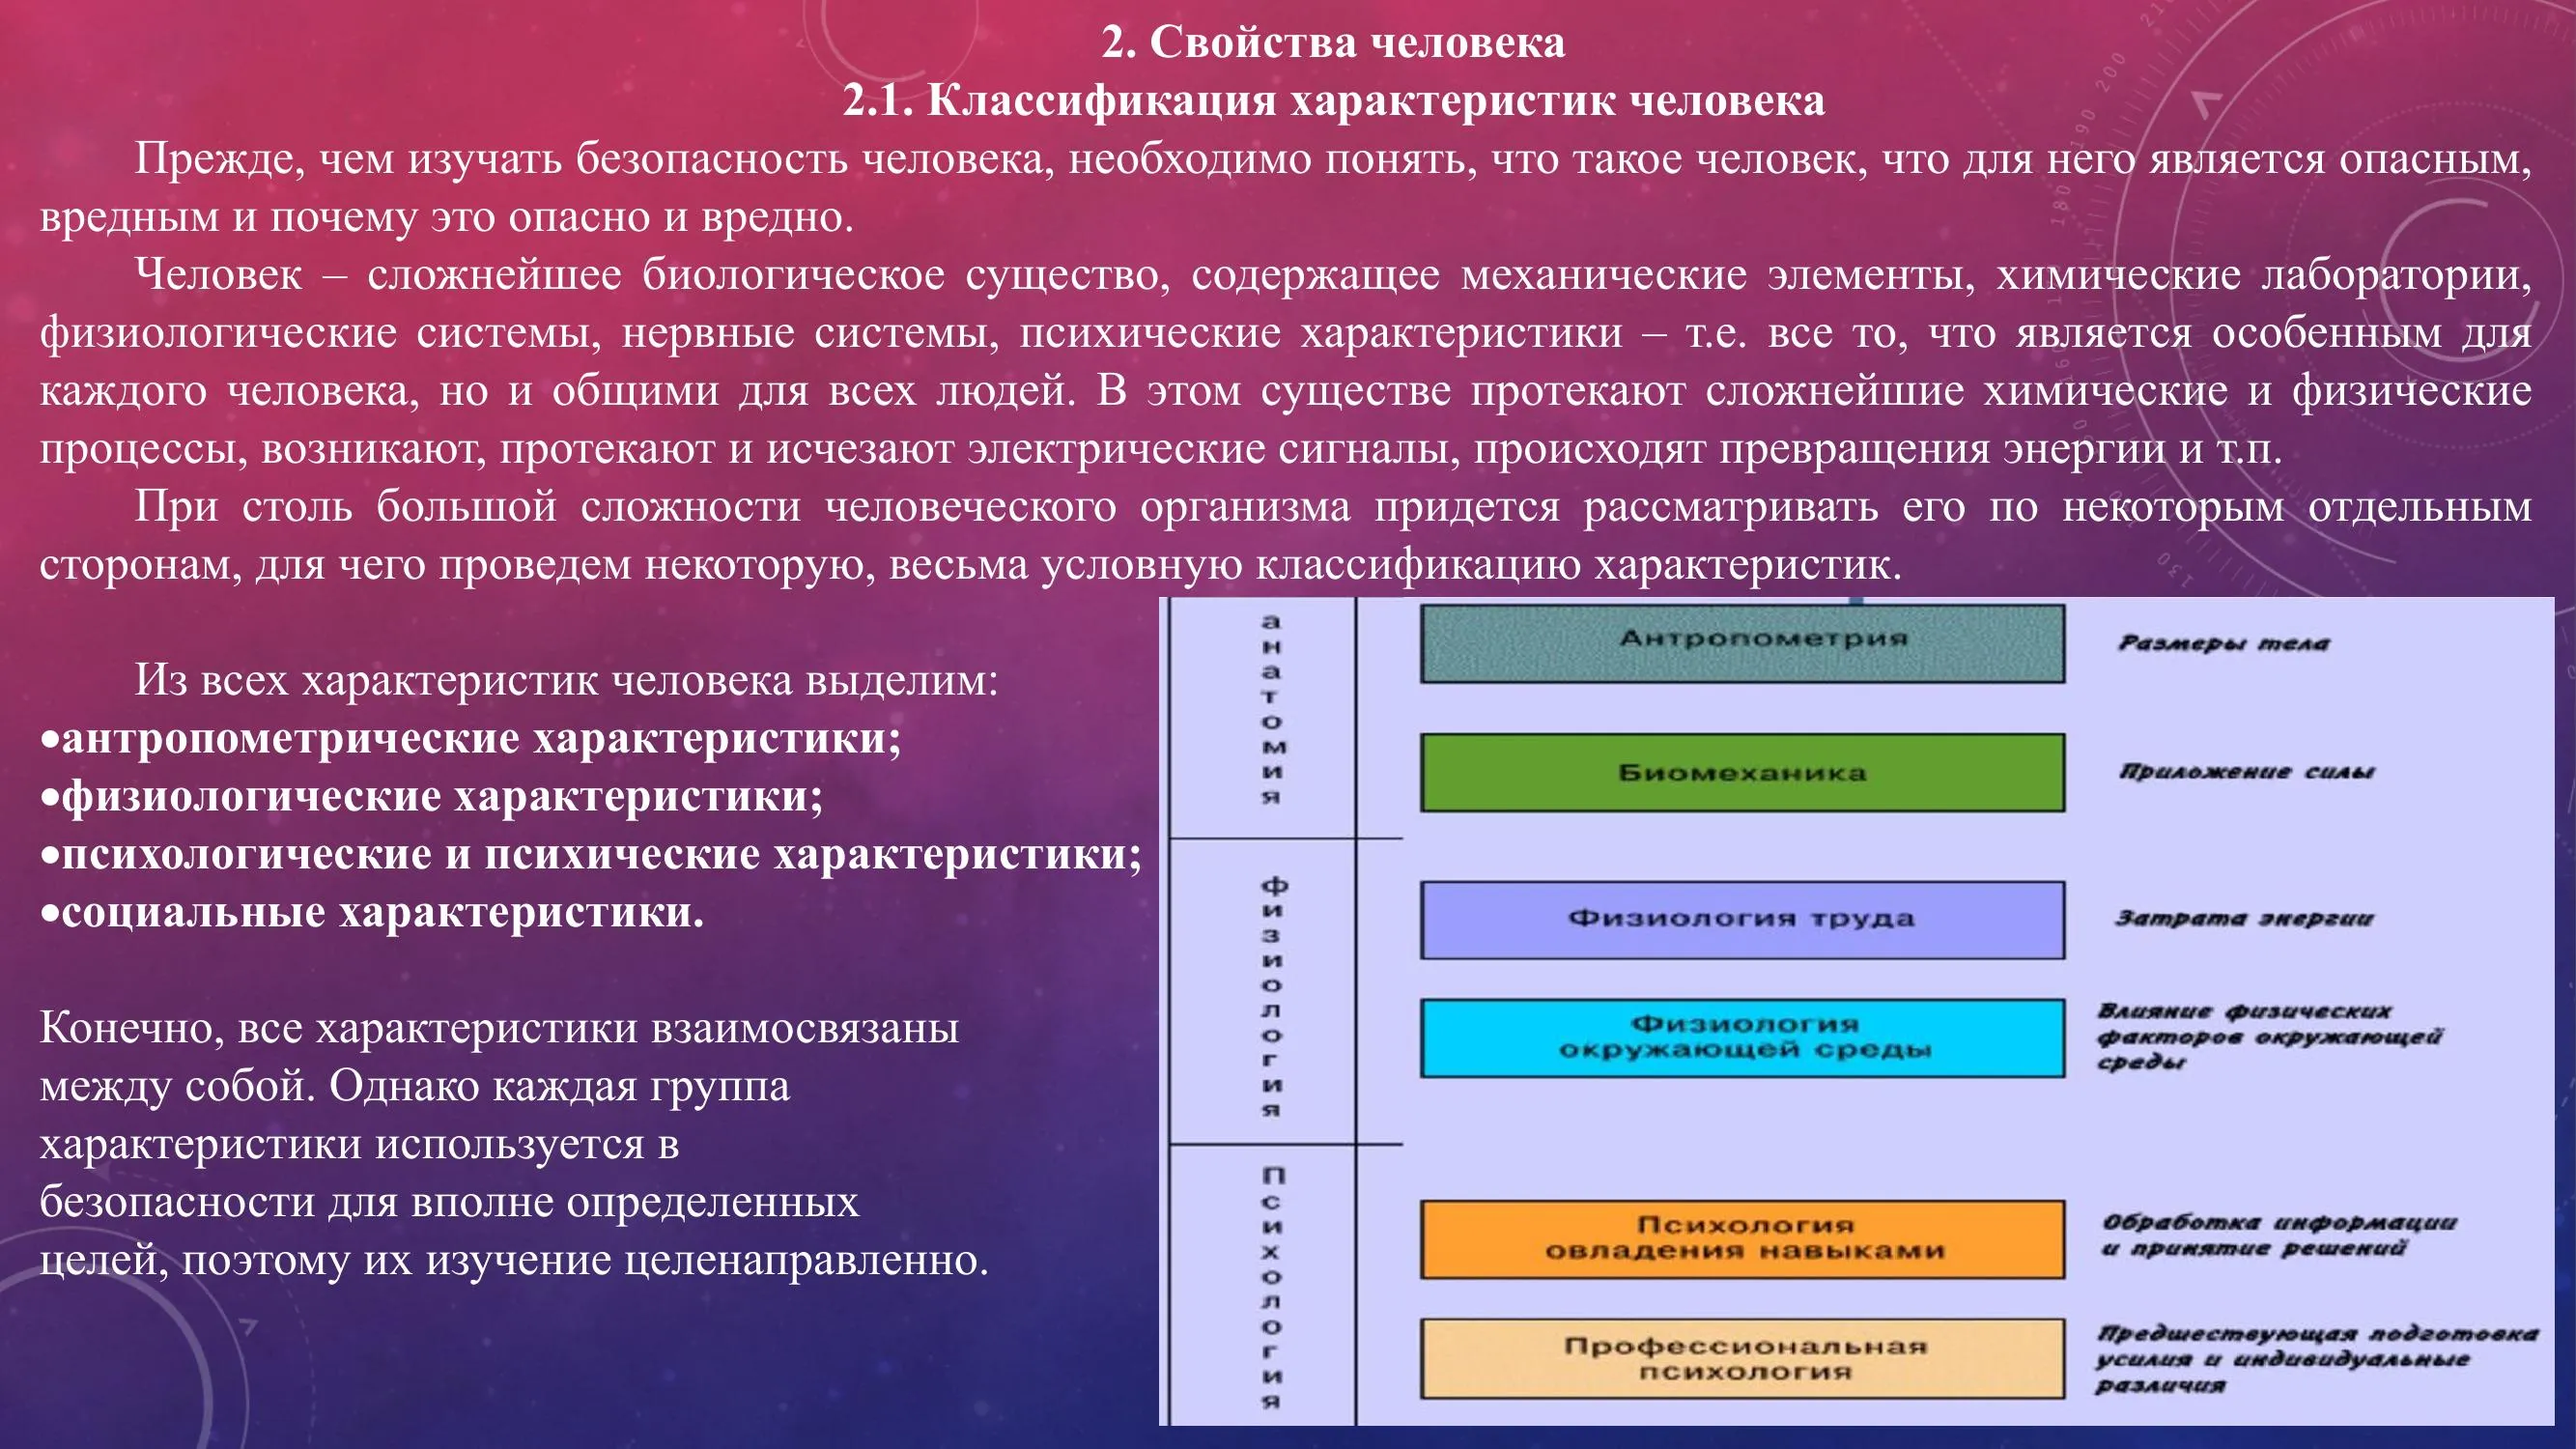 2. Свойства человека
2.1. Классификация характеристик человека
Прежде, чем изучать безопасность человека, необходимо понять, что такое человек, что для него является опасным,
вредным и почему это опасно и вредно.
Человек – сложнейшее биологическое существо, содержащее механические элементы, химические лаборатории,
физиологические системы, нервные системы, психические характеристики – т.е. все то, что является особенным для
каждого человека, но и общими для всех людей. В этом существе протекают сложнейшие химические и физические
процессы, возникают, протекают и исчезают электрические сигналы, происходят превращения энергии и т.п.
При столь большой сложности человеческого организма придется рассматривать его по некоторым отдельным
сторонам, для чего проведем некоторую, весьма условную классификацию характеристик.
Из всех характеристик человека выделим:
•антропометрические характеристики;
•физиологические характеристики;
•психологические и психические характеристики;
•социальные характеристики.
Конечно, все характеристики взаимосвязаны
между собой. Однако каждая группа
характеристики используется в
безопасности для вполне определенных
целей, поэтому их изучение целенаправленно.
анатомия
Антропометрия
Размеры тела
Биомеханика
Приложение силы
физиология
Физиология труда
Затрата энергии
Физиология
окружающей среды
Влияние физических
факторов окружающей
среды
Психология
Психология
овладения навыками
Обработка информации
и принятие решений
Профессиональная
психология
Предшествующая подготовка
усилия и индивидуальные
различия